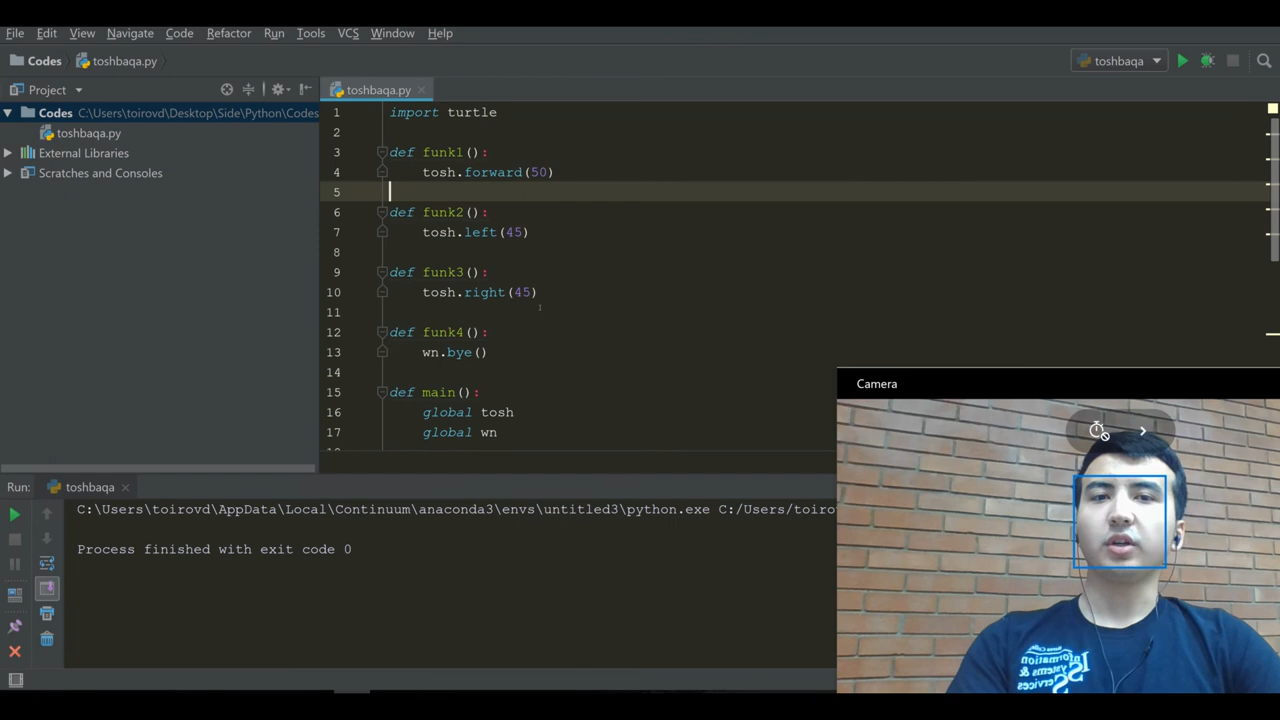 File Edit View Navigate Code Refactor Run Tools VCS Window Help
Codes toshbaqa.py toshbaqa
Project toshbaqa.py
Codes C:\Users\toirovd\Desktop\Side\Python\Codes
toshbaqa.py
External Libraries
Scratches and Consoles
1 import turtle
2
3 def funk1():
4 tosh.forward(50)
5
6 def funk2():
7 tosh.left(45)
8
9 def funk3():
10 tosh.right(45)
11
12 def funk4():
13 wn.bye()
14
15 def main():
16 global tosh
17 global wn
Camera
Run: toshbaqa
C:\Users\toirovd\AppData\Local\Continuum\anaconda3\envs\untitled3\python.exe C:/Users/toirov
Process finished with exit code 0
Information
Systems &
Services